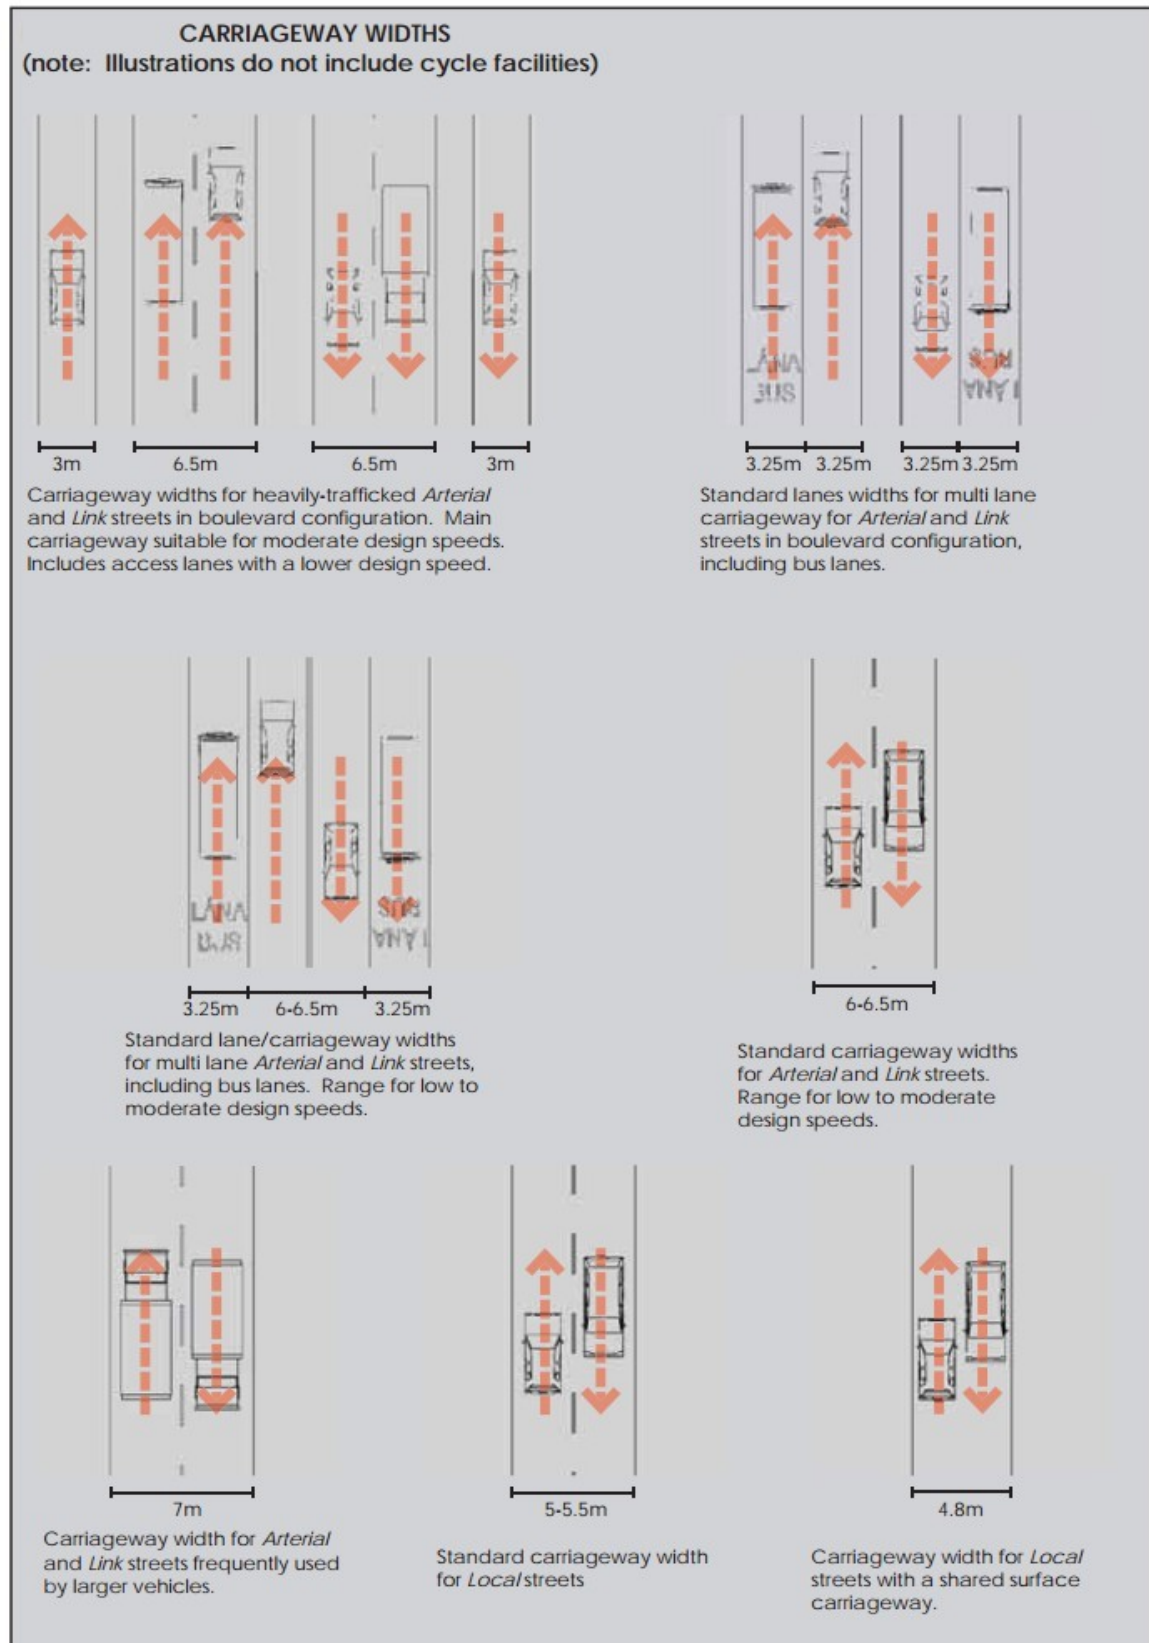 CARRIAGEWAY WIDTHS
(note: Illustrations do not include cycle facilities)
3m
6.5m
6.5m
3m
Carriageway widths for heavily-trafficked Arterial
and Link streets in boulevard configuration. Main
carriageway suitable for moderate design speeds.
Includes access lanes with a lower design speed.
3.25m 3.25m
3.25m 3.25m
Standard lanes widths for multi lane
carriageway for Arterial and Link
streets in boulevard configuration,
including bus lanes.
LÁNA
BUS
LANA
3.25m
6-6.5m
3.25m
Standard lane/carriageway widths
for multi lane Arterial and Link streets,
including bus lanes. Range for low to
moderate design speeds.
6-6.5m
Standard carriageway widths
for Arterial and Link streets.
Range for low to moderate
design speeds.
7m
Carriageway width for Arterial
and Link streets frequently used
by larger vehicles.
5-5.5m
Standard carriageway width
for Local streets
4.8m
Carriageway width for Local
streets with a shared surface
carriageway.